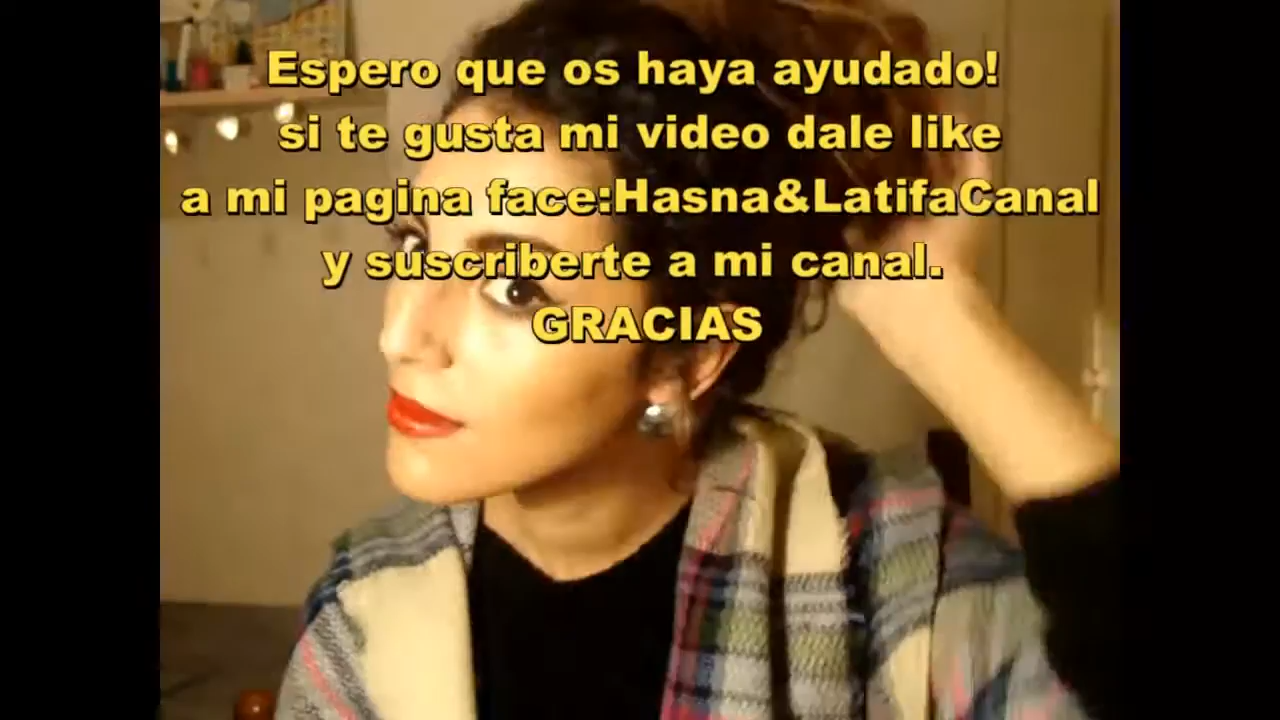 Espero que os haya ayudado!
si te gusta mi video dale like
a mi pagina face:Hasna&LatifaCanal
y suscriberte a mi canal.
GRACIAS